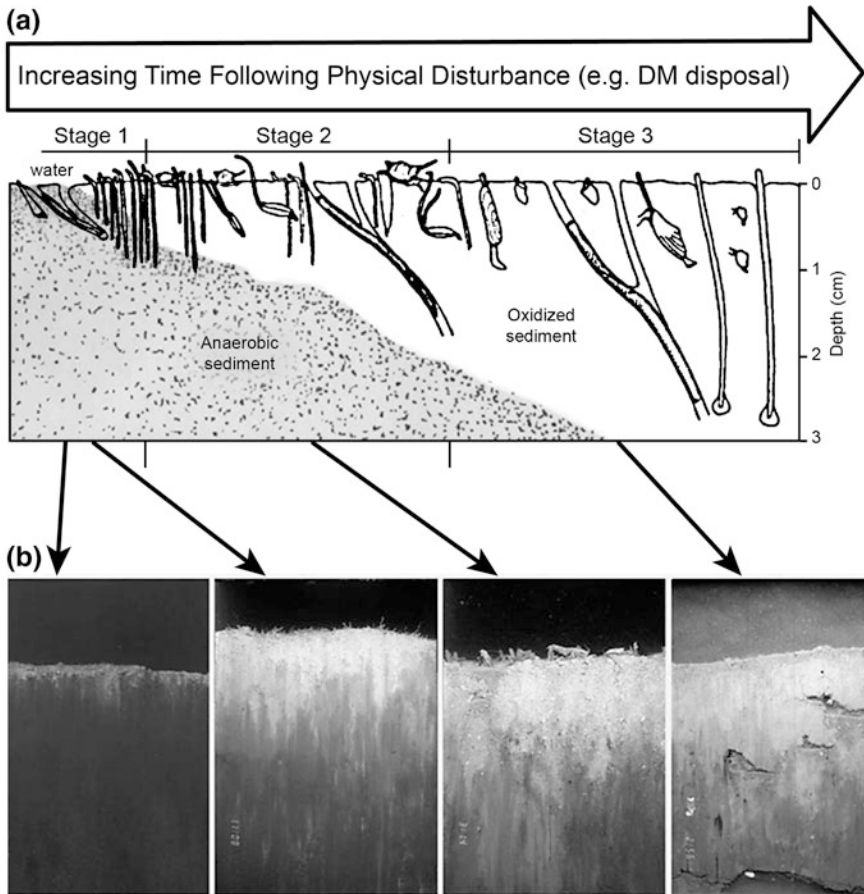 (a)
Increasing Time Following Physical Disturbance (e.g. DM disposal)
Stage 1
Stage 2
Stage 3
water
0
1
2
3
Depth (cm)
Oxidized
sediment
Anaerobic
sediment
(b)